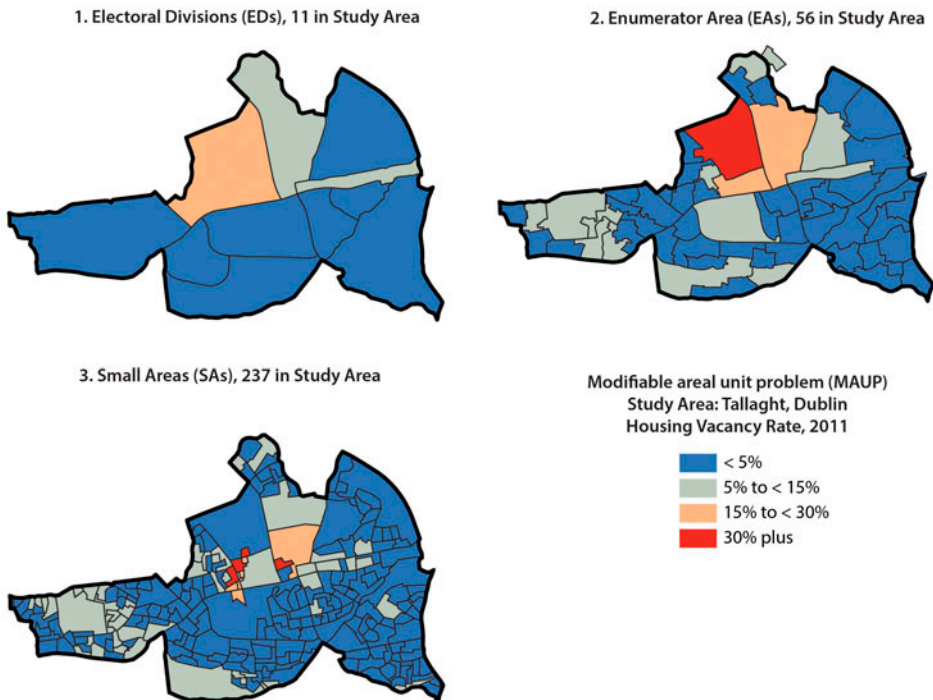 1. Electoral Divisions (EDs), 11 in Study Area
2. Enumerator Area (EAs), 56 in Study Area
3. Small Areas (SAs), 237 in Study Area
Modifiable areal unit problem (MAUP)
Study Area: Tallaght, Dublin
Housing Vacancy Rate, 2011
< 5%
5% to < 15%
15% to < 30%
30% plus